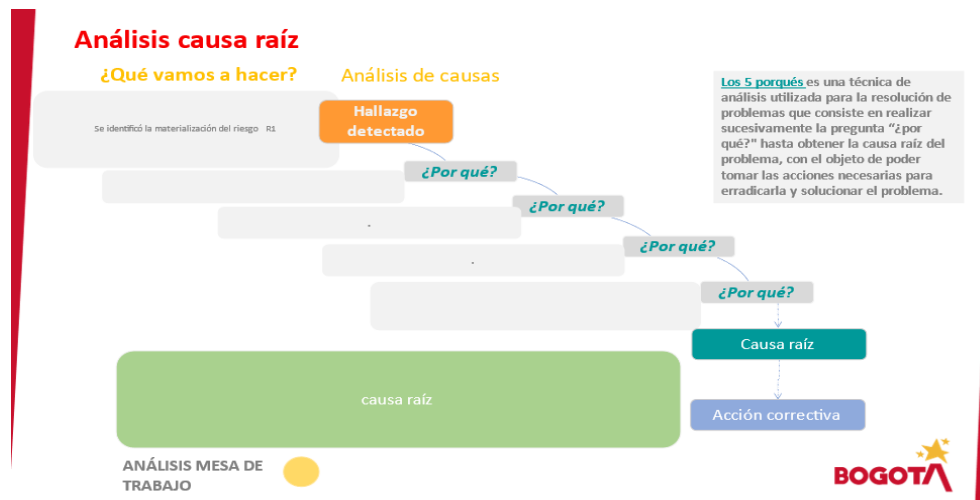 Análisis causa raíz
¿Qué vamos a hacer?
Análisis de causas
Se identificó la materialización del riesgo R1
Hallazgo
detectado
Los 5 porqués es una técnica de
análisis utilizada para la resolución de
problemas que consiste en realizar
sucesivamente la pregunta “¿por
qué?" hasta obtener la causa raíz del
problema, con el objeto de poder
tomar las acciones necesarias para
erradicarla y solucionar el problema.
¿Por qué?
¿Por qué?
.
¿Por qué?
.
¿Por qué?
Causa raíz
causa raíz
Acción correctiva
ANÁLISIS MESA DE
TRABAJO
BOGOTÁ